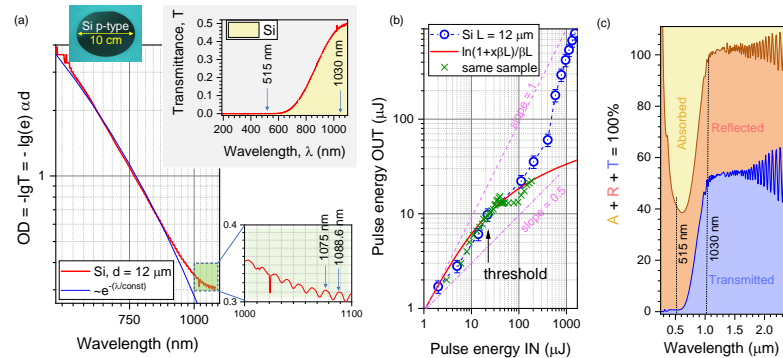 (a)
Si p-type
10 cm
OD = -lgT = - lg(e) αd
1
500
750
1000
Wavelength (nm)
Si, d = 12 μm
~e^-(λ/const)
Transmittance, T
0.5
0.4
0.3
0.2
0.1
0.0
Si
515 nm
1030 nm
200
400
600
800
1000
Wavelength, λ (nm)
0.4
0.3
1075 nm
1088.6 nm
1000
1100
(b)
Pulse energy OUT (μJ)
1000
100
10
1
Si L = 12 μm
ln(1+xβL)/βL
same sample
slope = 1
slope = 0.5
threshold
1
10
100
1000
Pulse energy IN (μJ)
(c)
A + R + T = 100%
100
80
60
40
20
0
Absorbed
Reflected
Transmitted
515 nm
1030 nm
0.5
1.0
1.5
2.0
Wavelength (μm)